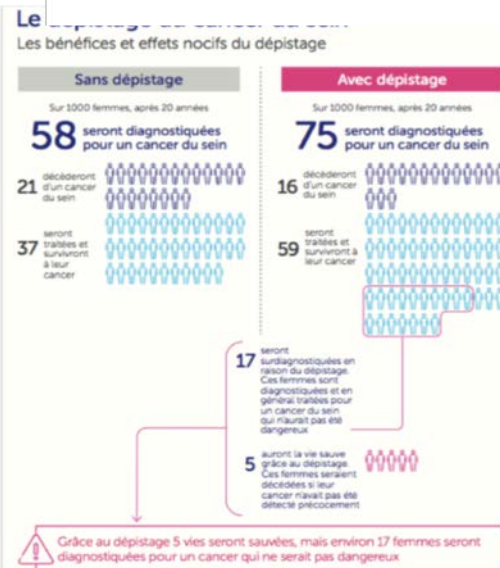 Le
Les bénéfices et effets nocifs du dépistage
Sans dépistage
Sur 1000 femmes, après 20 années
58 seront diagnostiquées
pour un cancer du sein
21 décèderont
d'un cancer
du sein
37 seront
traitées et
survivront
à leur
cancer
Avec dépistage
Sur 1000 femmes, après 20 années
75 seront diagnostiquées
pour un cancer du sein
16 décèderont
d'un cancer
du sein
59 seront
traitées et
survivront à
leur cancer
17 seront
surdiagnostiquées en
raison du dépistage.
Ces femmes sont
diagnostiquées et en
général traitées pour
un cancer du sein
qui n'aurait pas été
dangereux
5 auront la vie sauve
grâce au dépistage.
Ces femmes seraient
décédées si leur
cancer n'avait pas été
détecté précocement
Grâce au dépistage 5 vies seront sauvées, mais environ 17 femmes seront
diagnostiquées pour un cancer qui ne serait pas dangereux